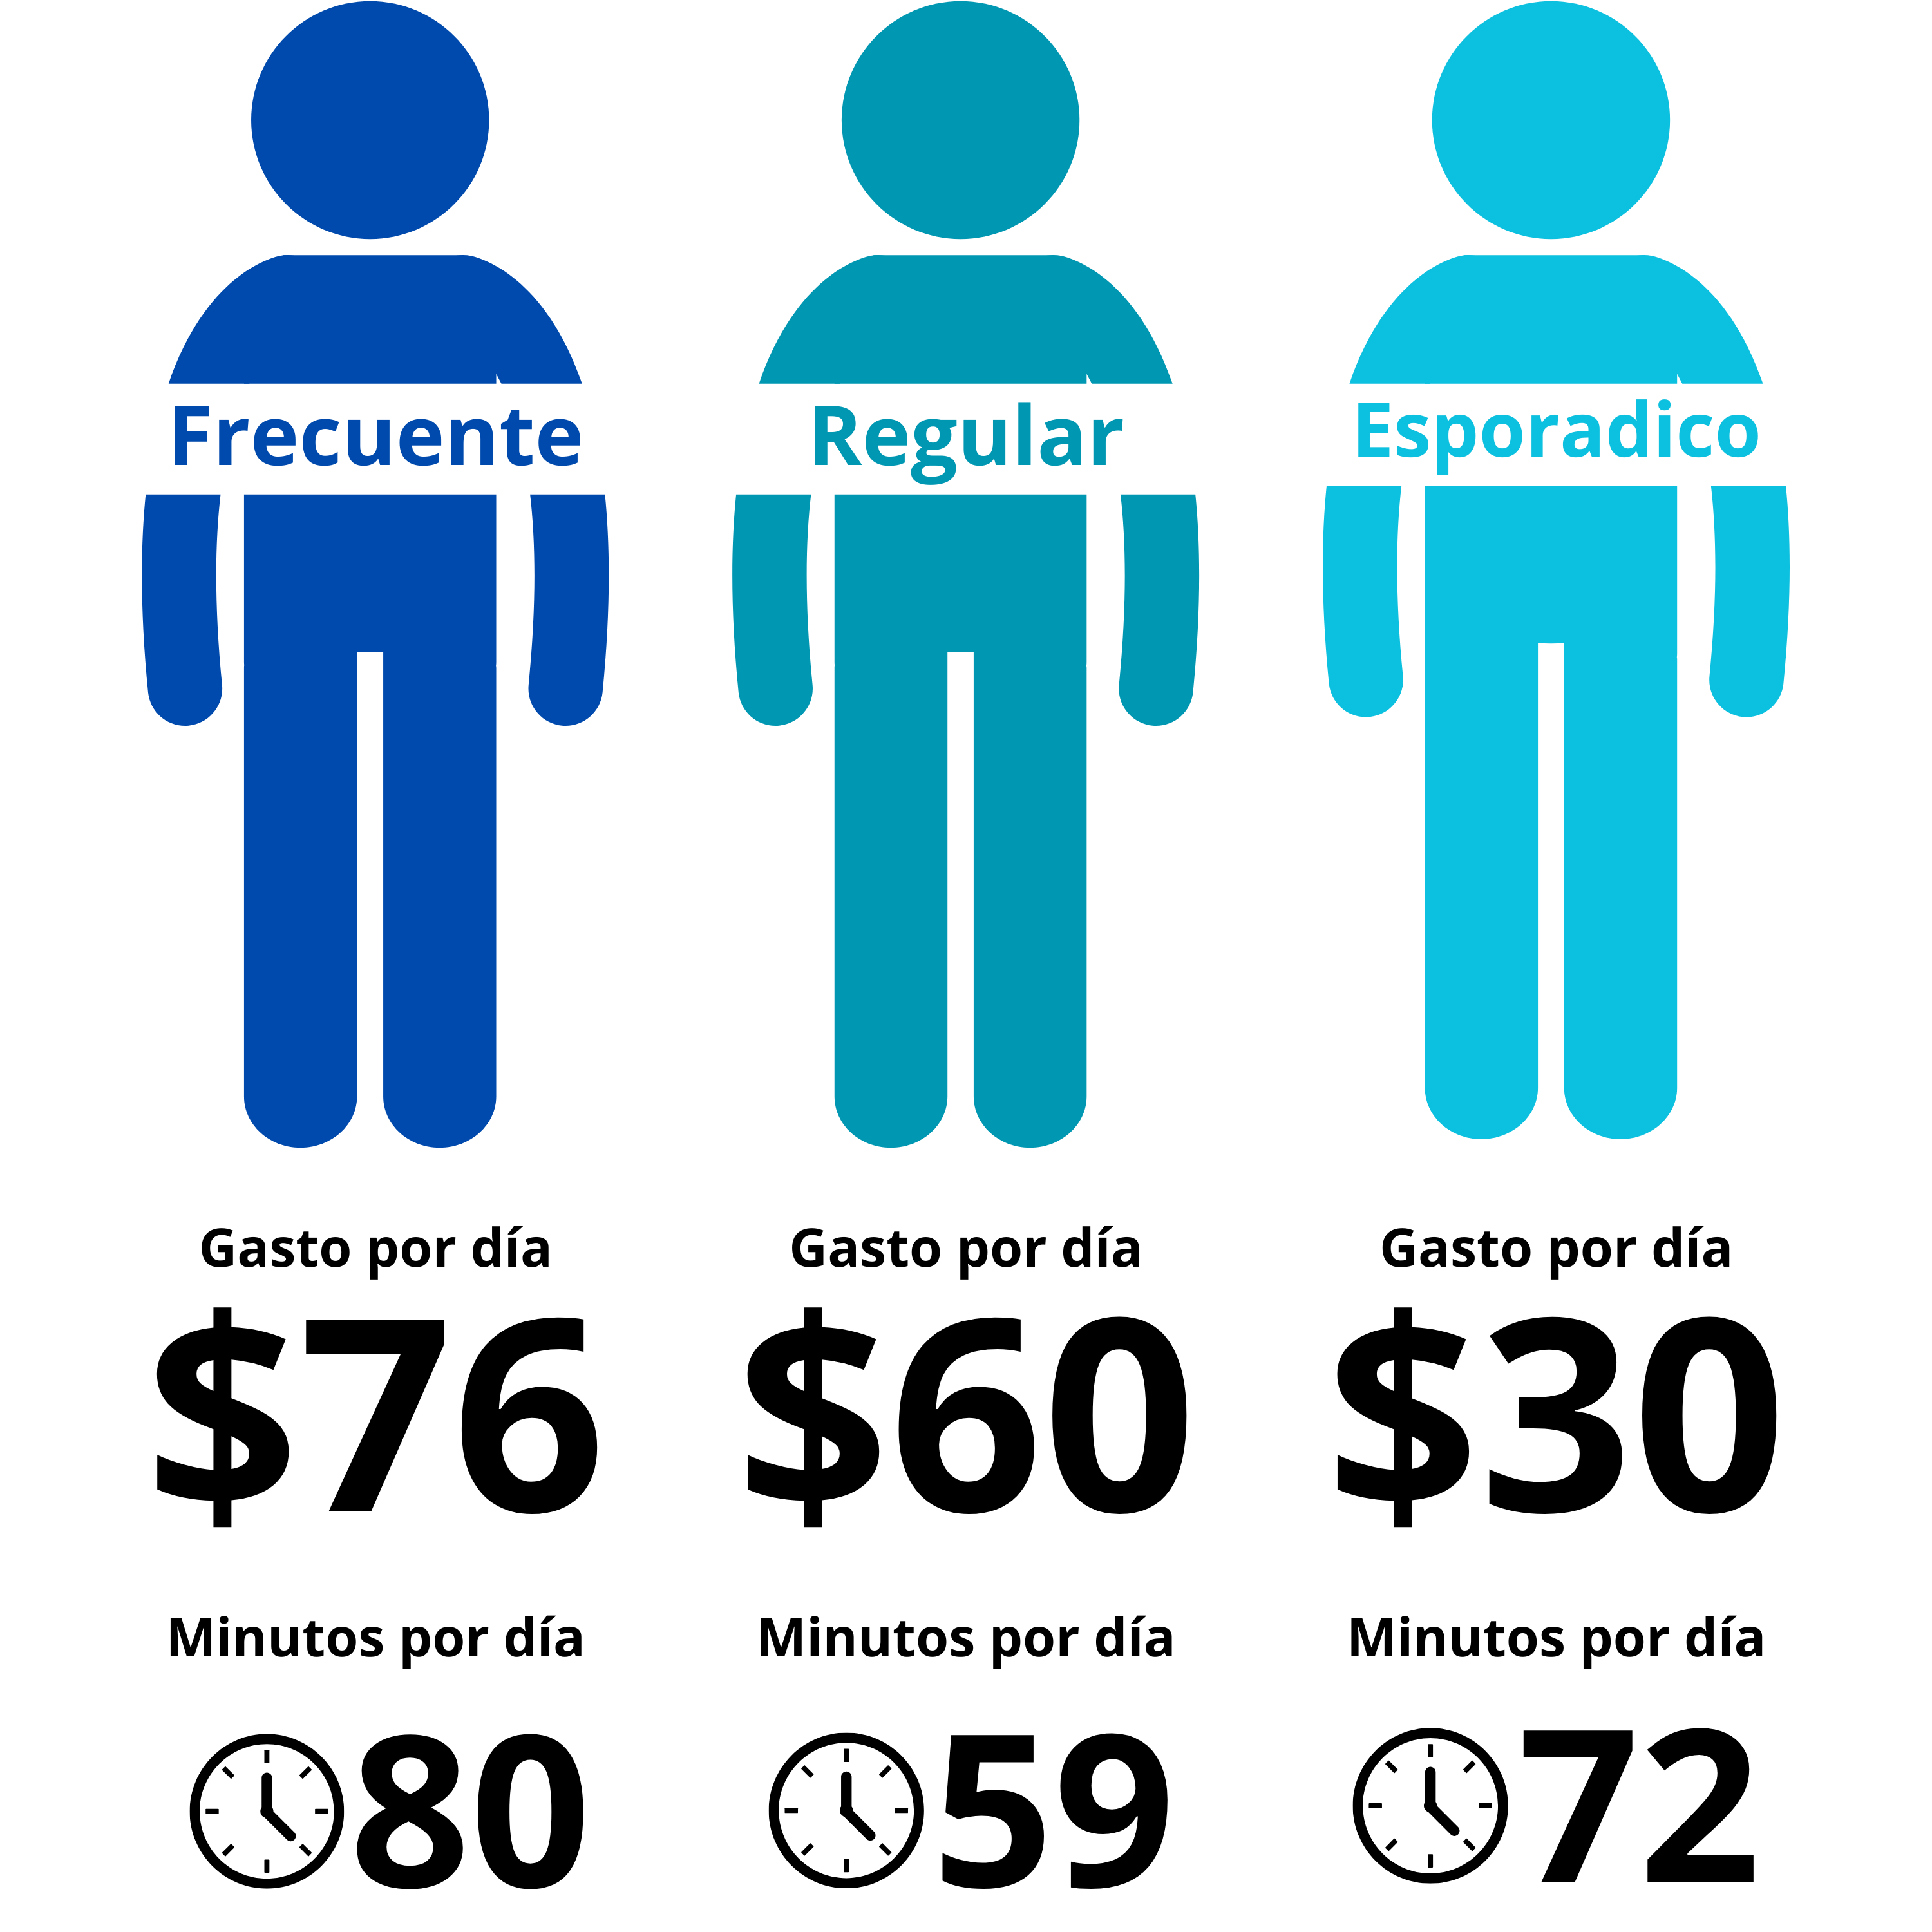 Frecuente Regular Esporadico
Gasto por día Gasto por día Gasto por día
$76 $60 $30
Minutos por día Minutos por día Minutos por día
80 59 72